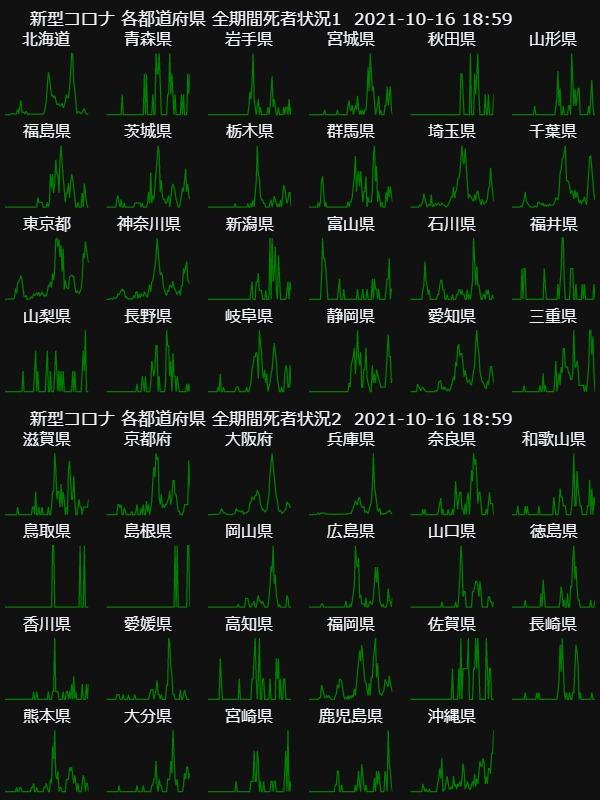 新型コロナ 各都道府県 全期間死者状況1 2021-10-16 18:59
北海道 青森県 岩手県 宮城県 秋田県 山形県
福島県 茨城県 栃木県 群馬県 埼玉県 千葉県
東京都 神奈川県 新潟県 富山県 石川県 福井県
山梨県 長野県 岐阜県 静岡県 愛知県 三重県
新型コロナ 各都道府県 全期間死者状況2 2021-10-16 18:59
滋賀県 京都府 大阪府 兵庫県 奈良県 和歌山県
鳥取県 島根県 岡山県 広島県 山口県 徳島県
香川県 愛媛県 高知県 福岡県 佐賀県 長崎県
熊本県 大分県 宮崎県 鹿児島県 沖縄県